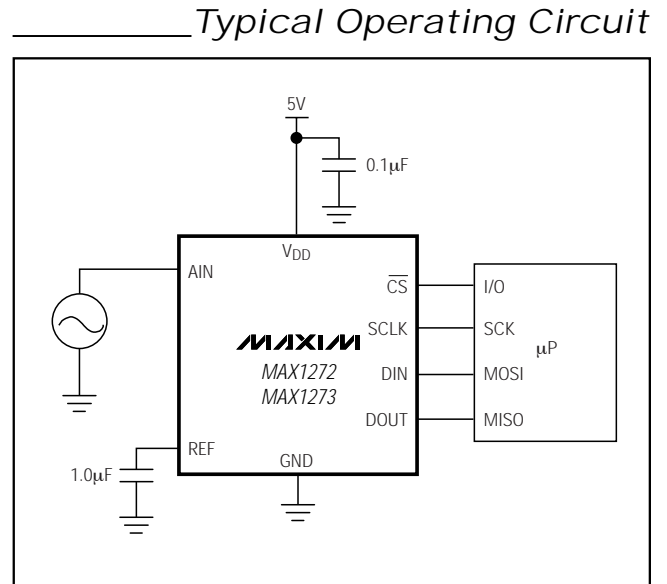 Typical Operating Circuit
5V
0.1µF
VDD
AIN
CS
I/O
SCLK
SCK
MAXIM
µP
MAX1272
DIN
MOSI
MAX1273
DOUT
MISO
REF
GND
1.0µF